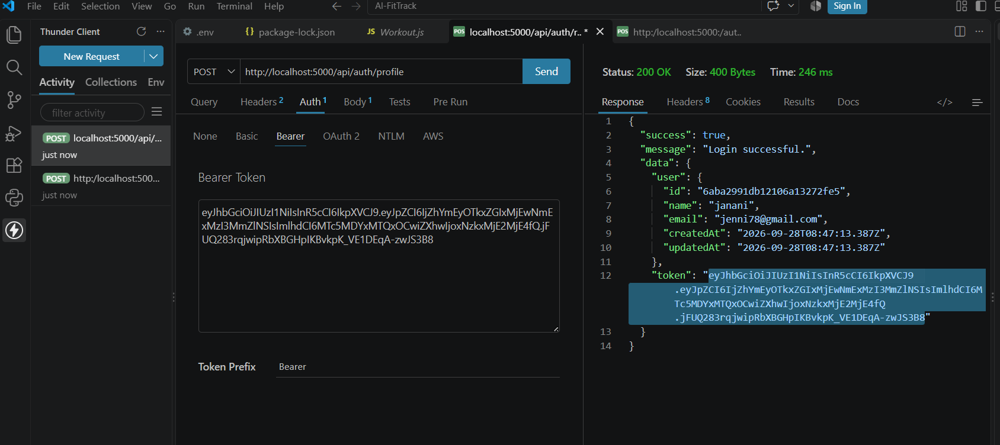 File Edit Selection View Go Run Terminal Help
AI-FitTrack
Sign In
Thunder Client
New Request
Activity Collections Env
filter activity
POST localhost:5000/api/...
just now
POST http:/localhost:500...
just now
.env
{} package-lock.json
JS Workout.js
POS localhost:5000/api/auth/r.. *
POS http:/localhost:5000:/aut..
POST http://localhost:5000/api/auth/profile Send
Query Headers 2 Auth 1 Body 1 Tests Pre Run
None Basic Bearer OAuth 2 NTLM AWS
Bearer Token
eyJhbGciOiJIUzI1NiIsInR5cCI6IkpXVCJ9.eyJpZCI6IjZhYmEyOTkxZGIxMjEwNmE
xMzI3MmZlNSIsImlhdCI6MTc5MDYxMTQxOCwiZXhwIjoxNzkxMjE2MjE4fQ.jF
UQ283rqjwipRbXBGHpIKBvkpK_VE1DEqA-zwJS3B8
Token Prefix Bearer
Status: 200 OK Size: 400 Bytes Time: 246 ms
Response Headers 8 Cookies Results Docs </>
1 {
2 "success": true,
3 "message": "Login successful.",
4 "data": {
5 "user": {
6 "id": "6aba2991db12106a13272fe5",
7 "name": "janani",
8 "email": "jenni78@gmail.com",
9 "createdAt": "2026-09-28T08:47:13.387Z",
10 "updatedAt": "2026-09-28T08:47:13.387Z"
11 },
12 "token": "eyJhbGciOiJIUzI1NiIsInR5cCI6IkpXVCJ9
.eyJpZCI6IjZhYmEyOTkxZGIxMjEwNmExMzI3MmZlNSIsImlhdCI6M
Tc5MDYxMTQxOCwiZXhwIjoxNzkxMjE2MjE4fQ
.jFUQ283rqjwipRbXBGHpIKBvkpK_VE1DEqA-zwJS3B8"
13 }
14 }